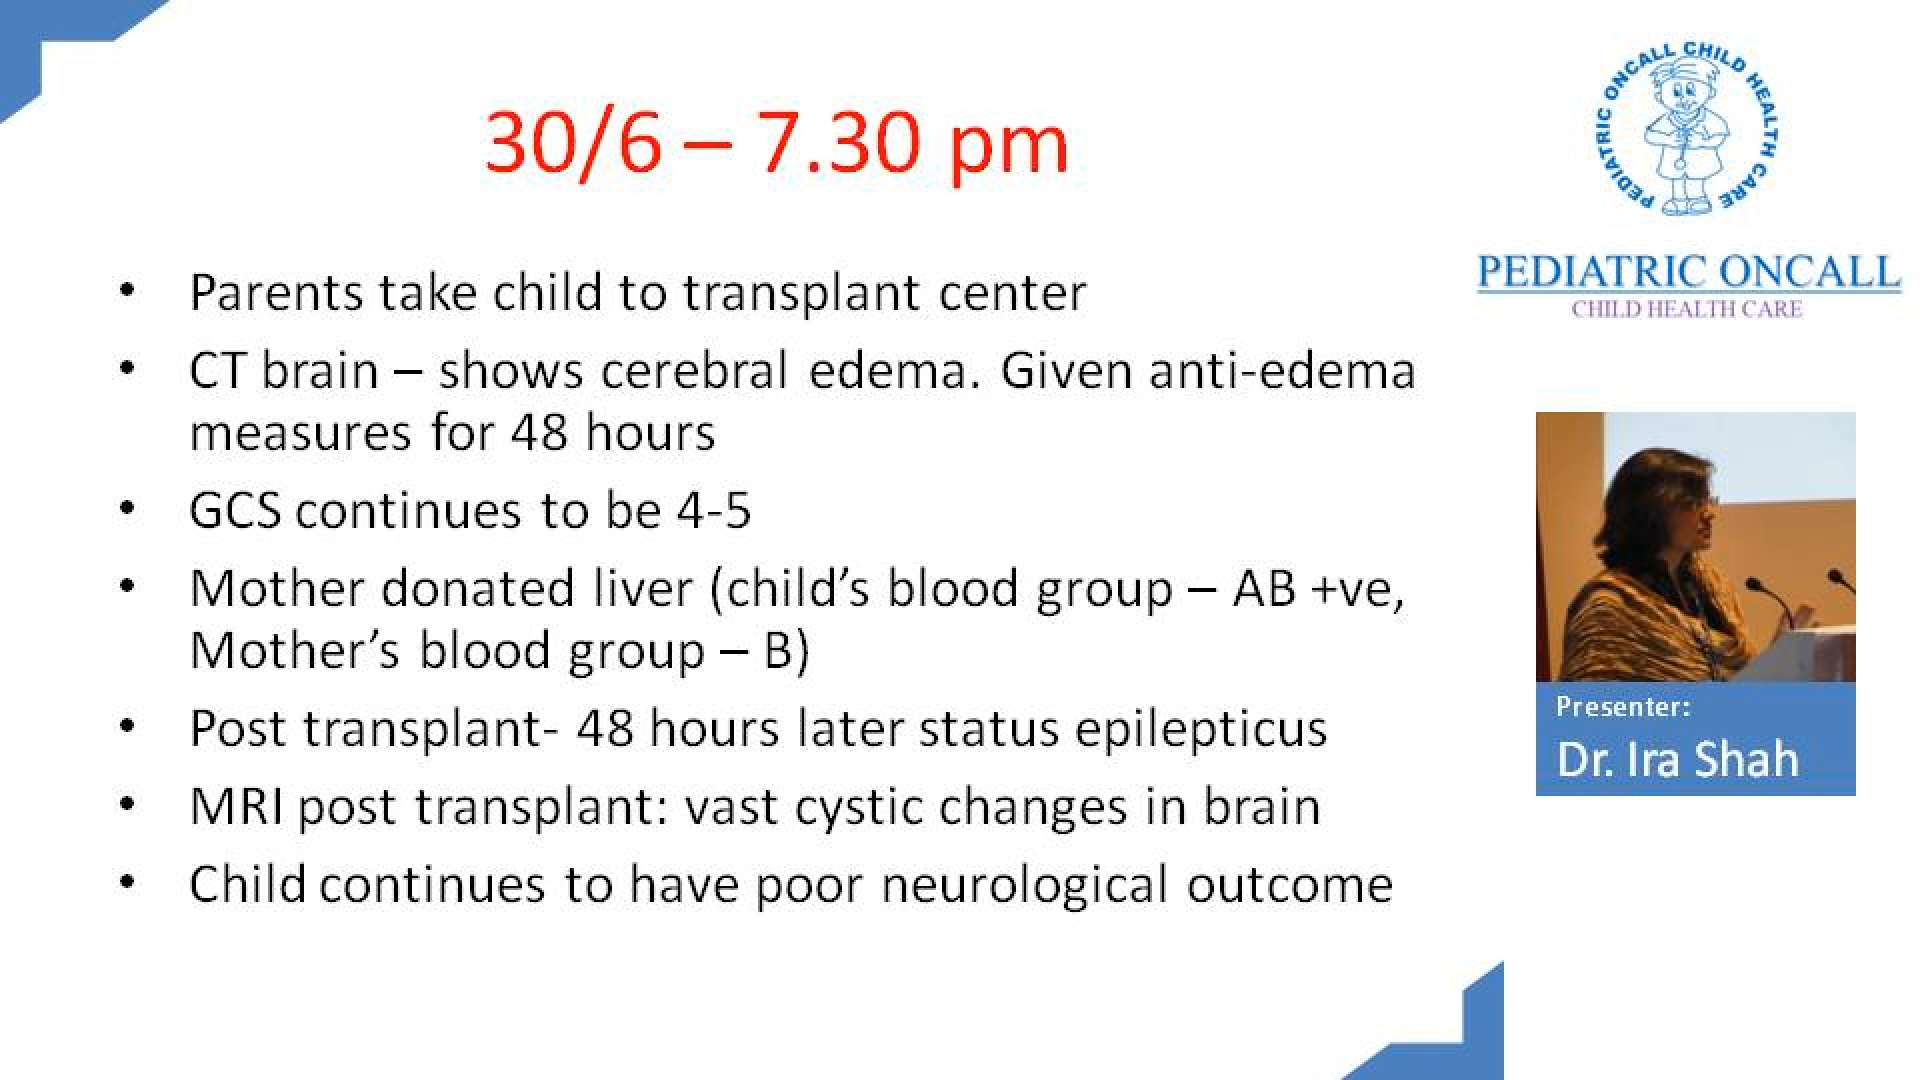 30/6 – 7.30 pm
• Parents take child to transplant center
• CT brain – shows cerebral edema. Given anti-edema
measures for 48 hours
• GCS continues to be 4-5
• Mother donated liver (child’s blood group – AB +ve,
Mother’s blood group – B)
• Post transplant- 48 hours later status epilepticus
• MRI post transplant: vast cystic changes in brain
• Child continues to have poor neurological outcome
PEDIATRIC ONCALL CHILD HEALTH CARE
PEDIATRIC ONCALL
CHILD HEALTH CARE
Presenter:
Dr. Ira Shah